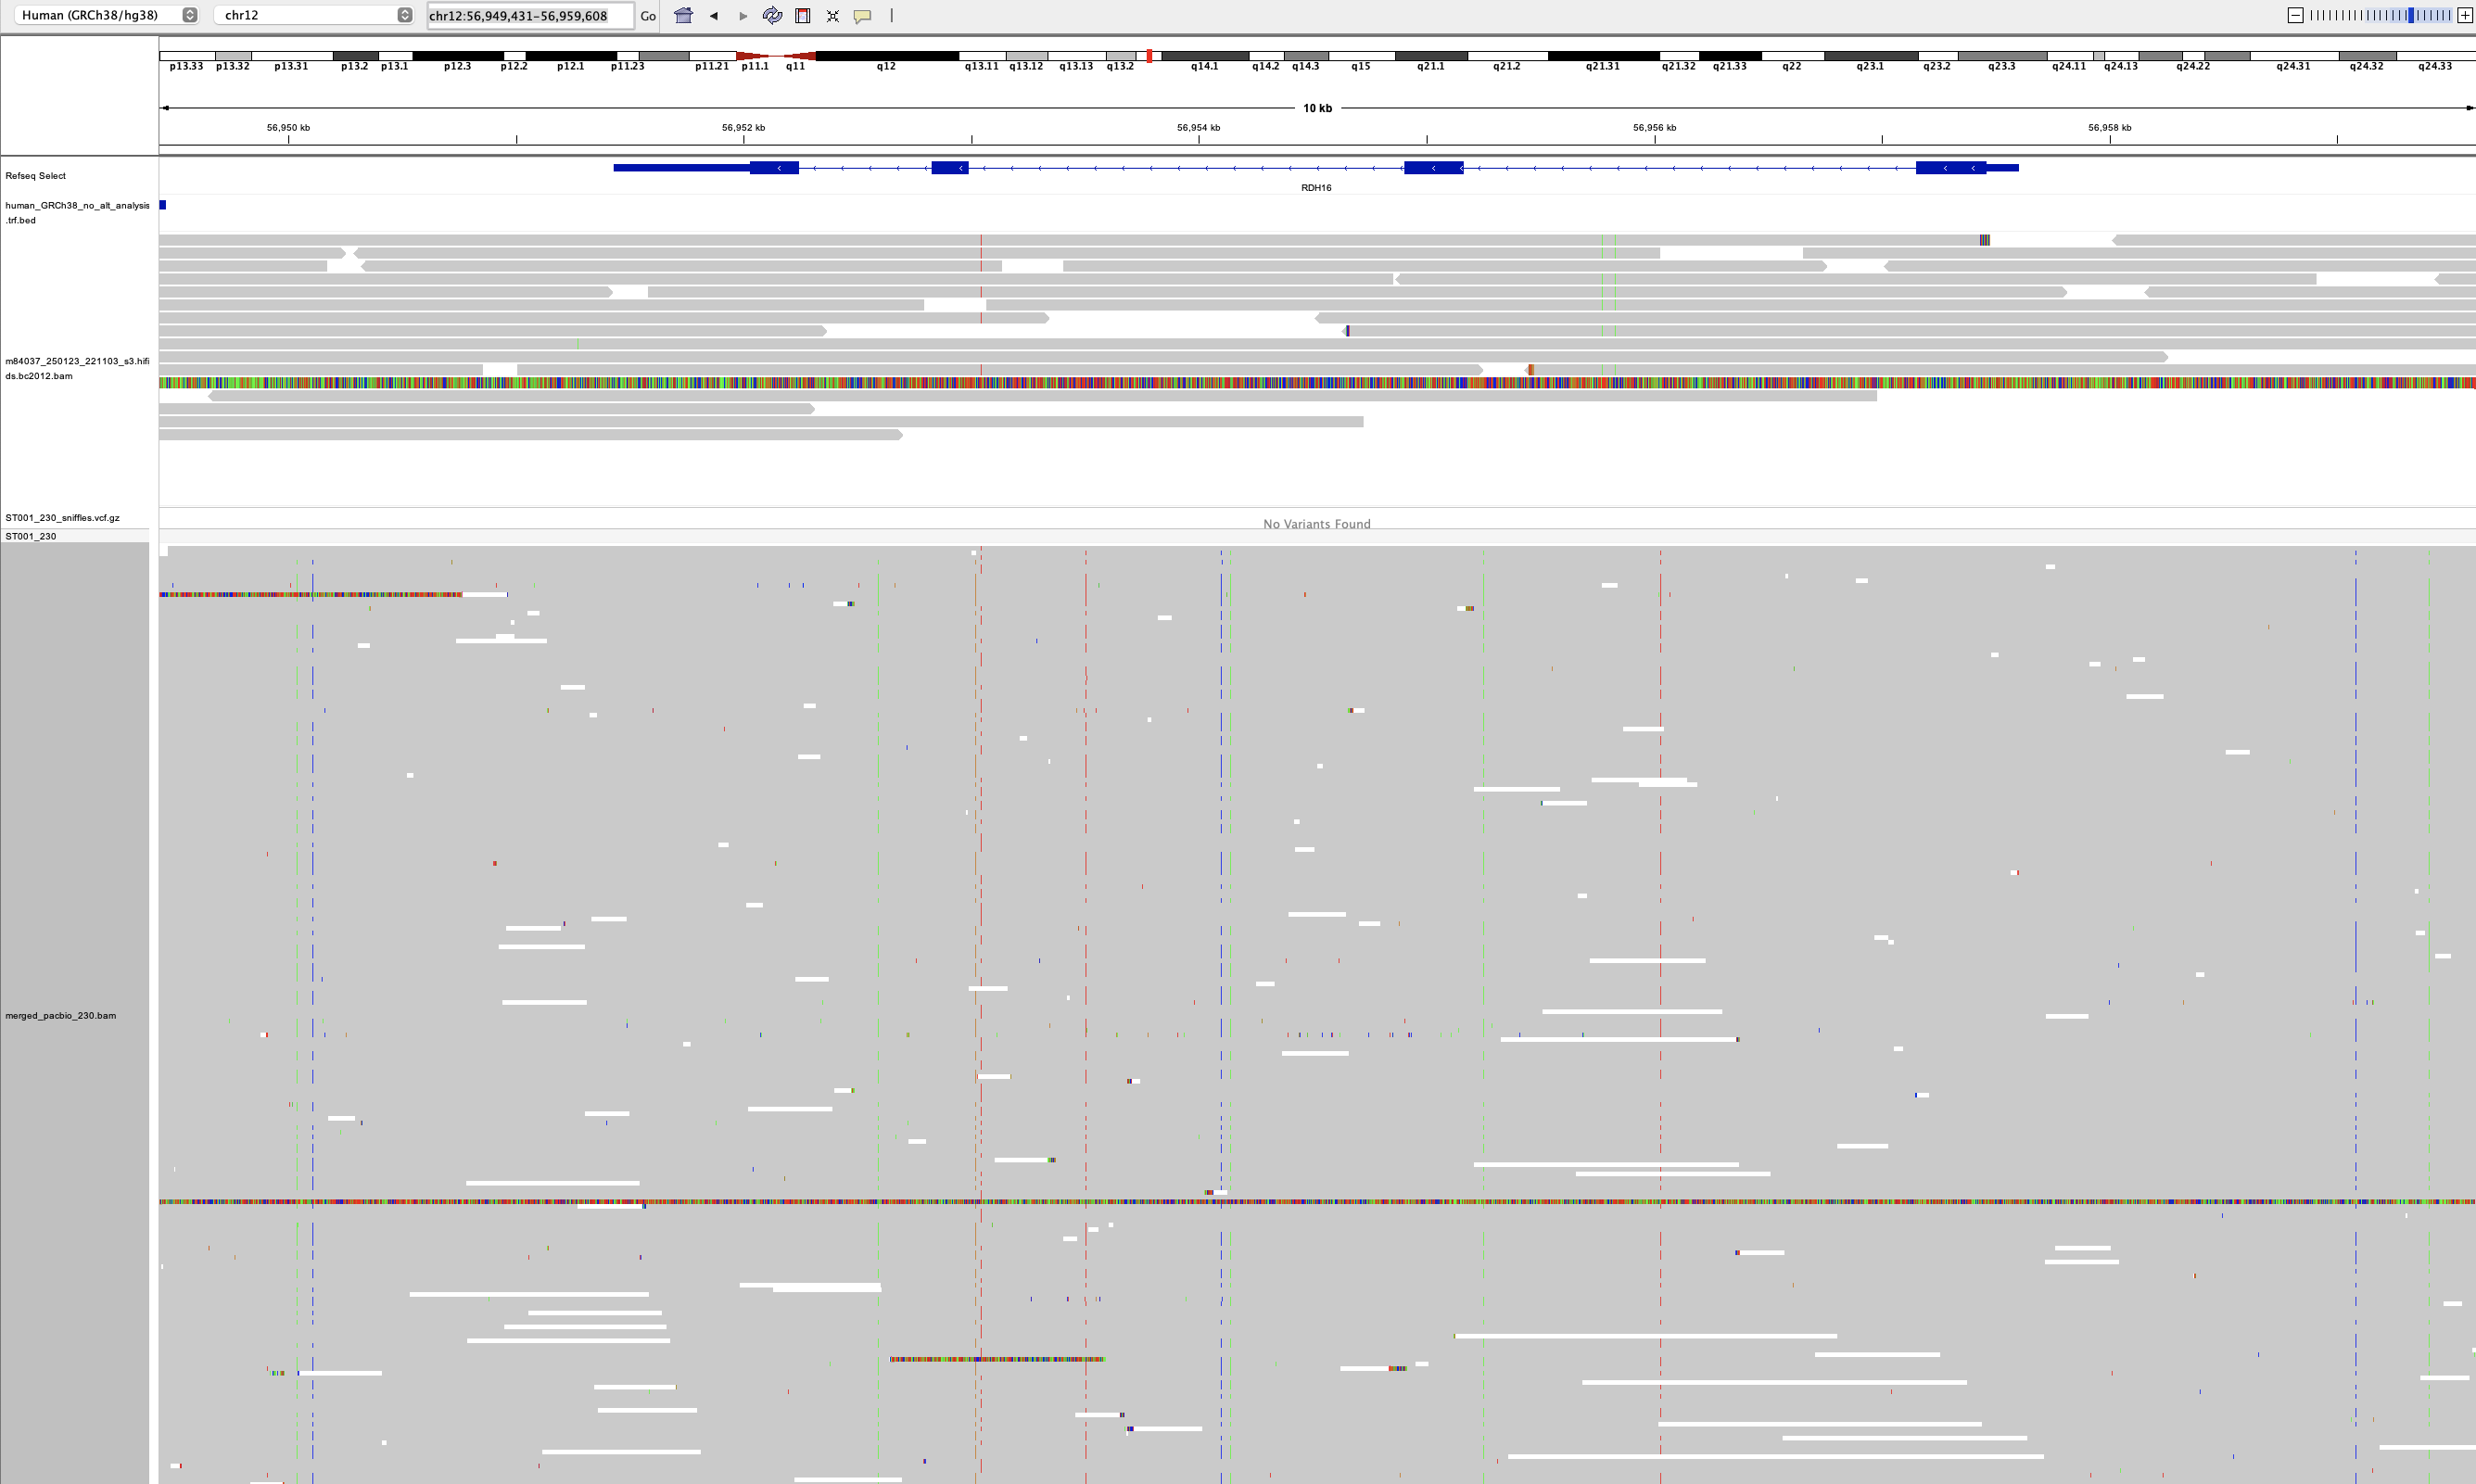 Human (GRCh38/hg38) chr12 chr12:56,949,431-56,959,608 Go
p13.33 p13.32 p13.31 p13.2 p13.1 p12.3 p12.2 p12.1 p11.23 p11.21 p11.1 q11 q12 q13.11 q13.12 q13.13 q13.2 q14.1 q14.2 q14.3 q15 q21.1 q21.2 q21.31 q21.32 q21.33 q22 q23.1 q23.2 q23.3 q24.11 q24.13 q24.22 q24.31 q24.32 q24.33
10 kb
56,950 kb 56,952 kb 56,954 kb 56,956 kb 56,958 kb
Refseq Select
RDH16
human_GRCh38_no_alt_analysis
.trf.bed
m84037_250123_221103_s3.hifi
ds.bc2012.bam
ST001_230_sniffles.vcf.gz
No Variants Found
ST001_230
merged_pacbio_230.bam